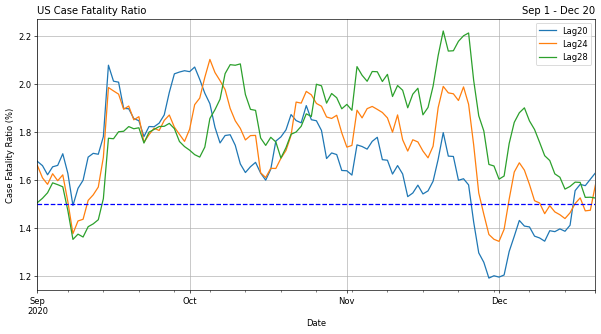 US Case Fatality Ratio
Sep 1 - Dec 20
Lag20
Lag24
Lag28
2.2
2.0
1.8
1.6
1.4
1.2
Case Fatality Ratio (%)
Sep
2020
Oct
Nov
Dec
Date